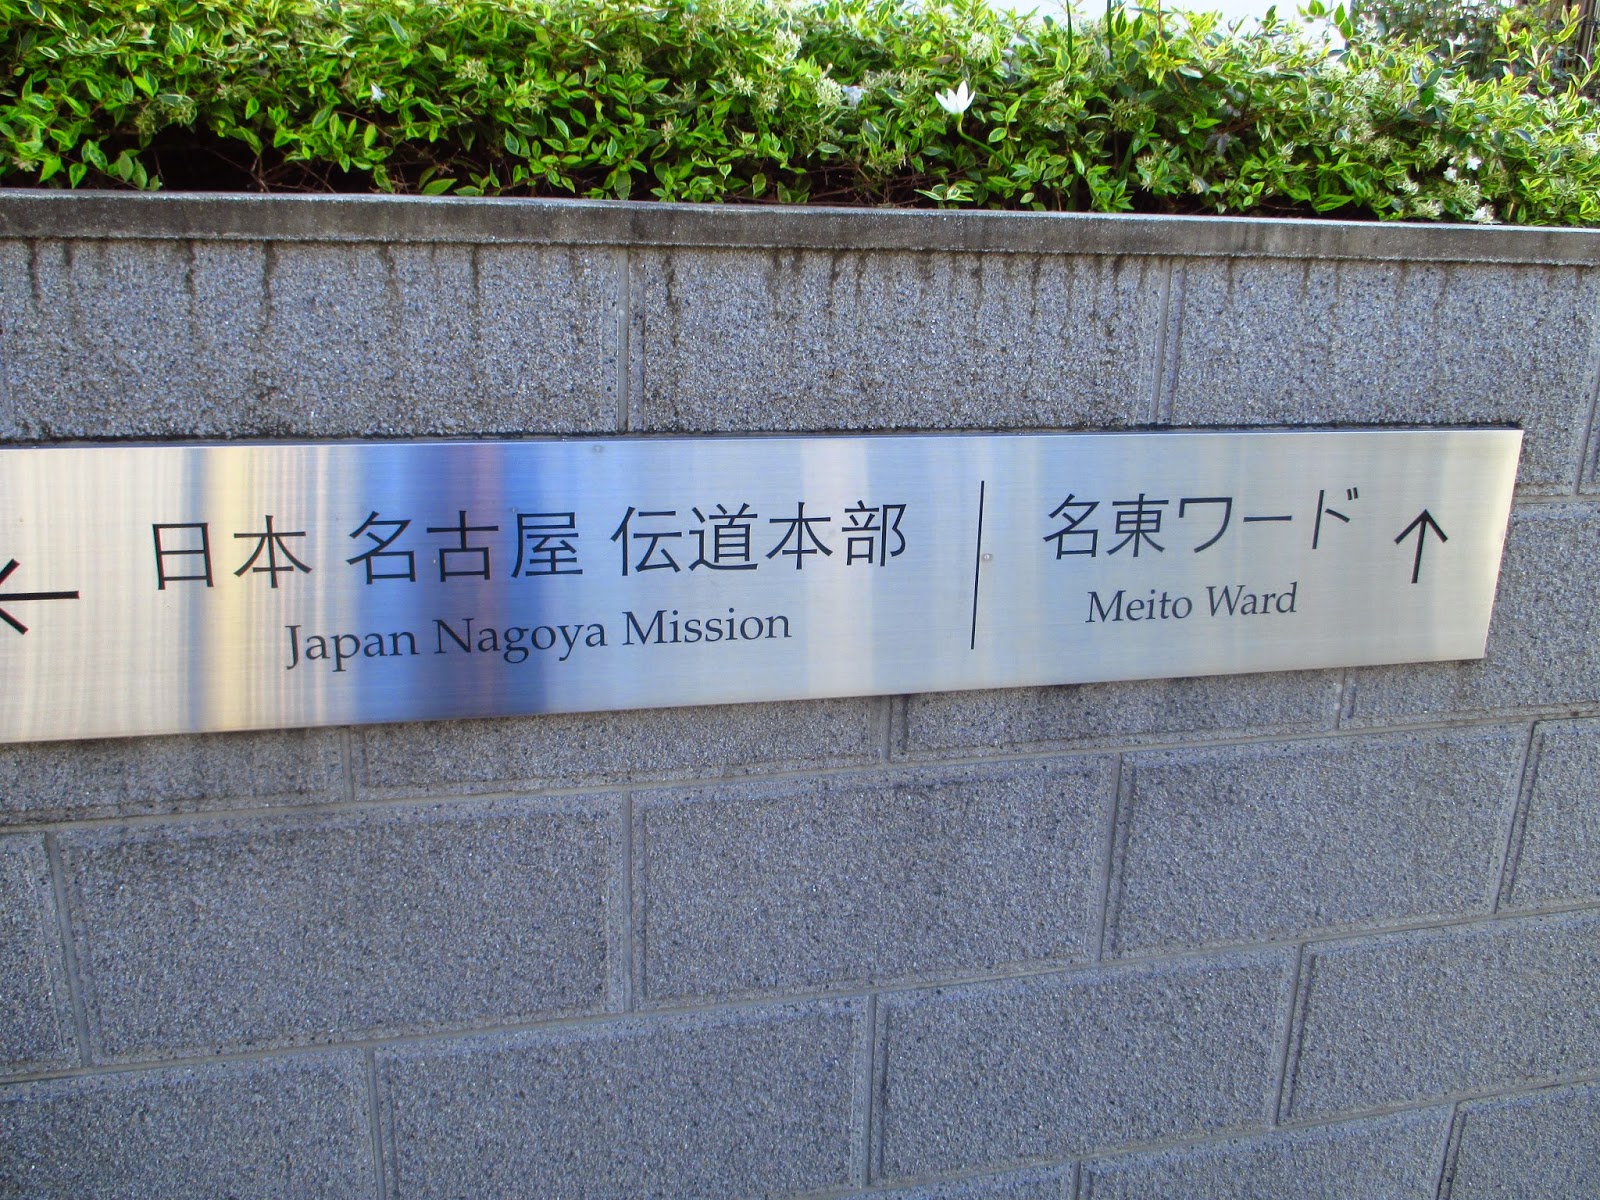 ← 日本 名古屋 伝道本部
Japan Nagoya Mission
名東ワード ↑
Meito Ward